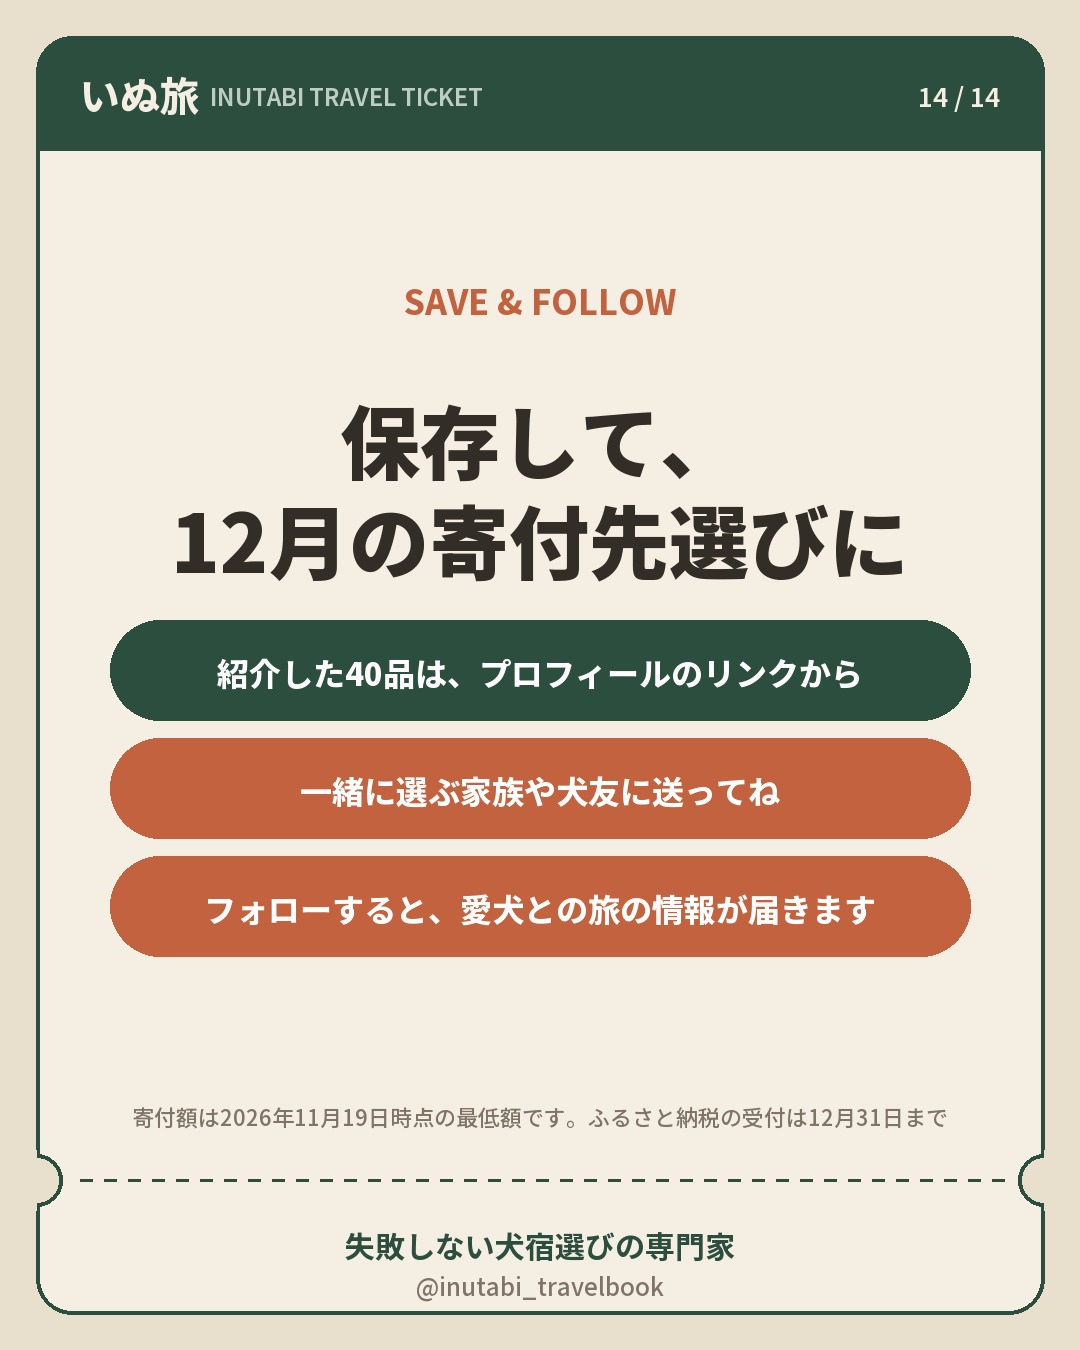 いぬ旅 INUTABI TRAVEL TICKET 14 / 14
SAVE & FOLLOW
保存して、
12月の寄付先選びに
紹介した40品は、プロフィールのリンクから
一緒に選ぶ家族や犬友に送ってね
フォローすると、愛犬との旅の情報が届きます
寄付額は2026年11月19日時点の最低額です。ふるさと納税の受付は12月31日まで
失敗しない犬宿選びの専門家
@inutabi_travelbook